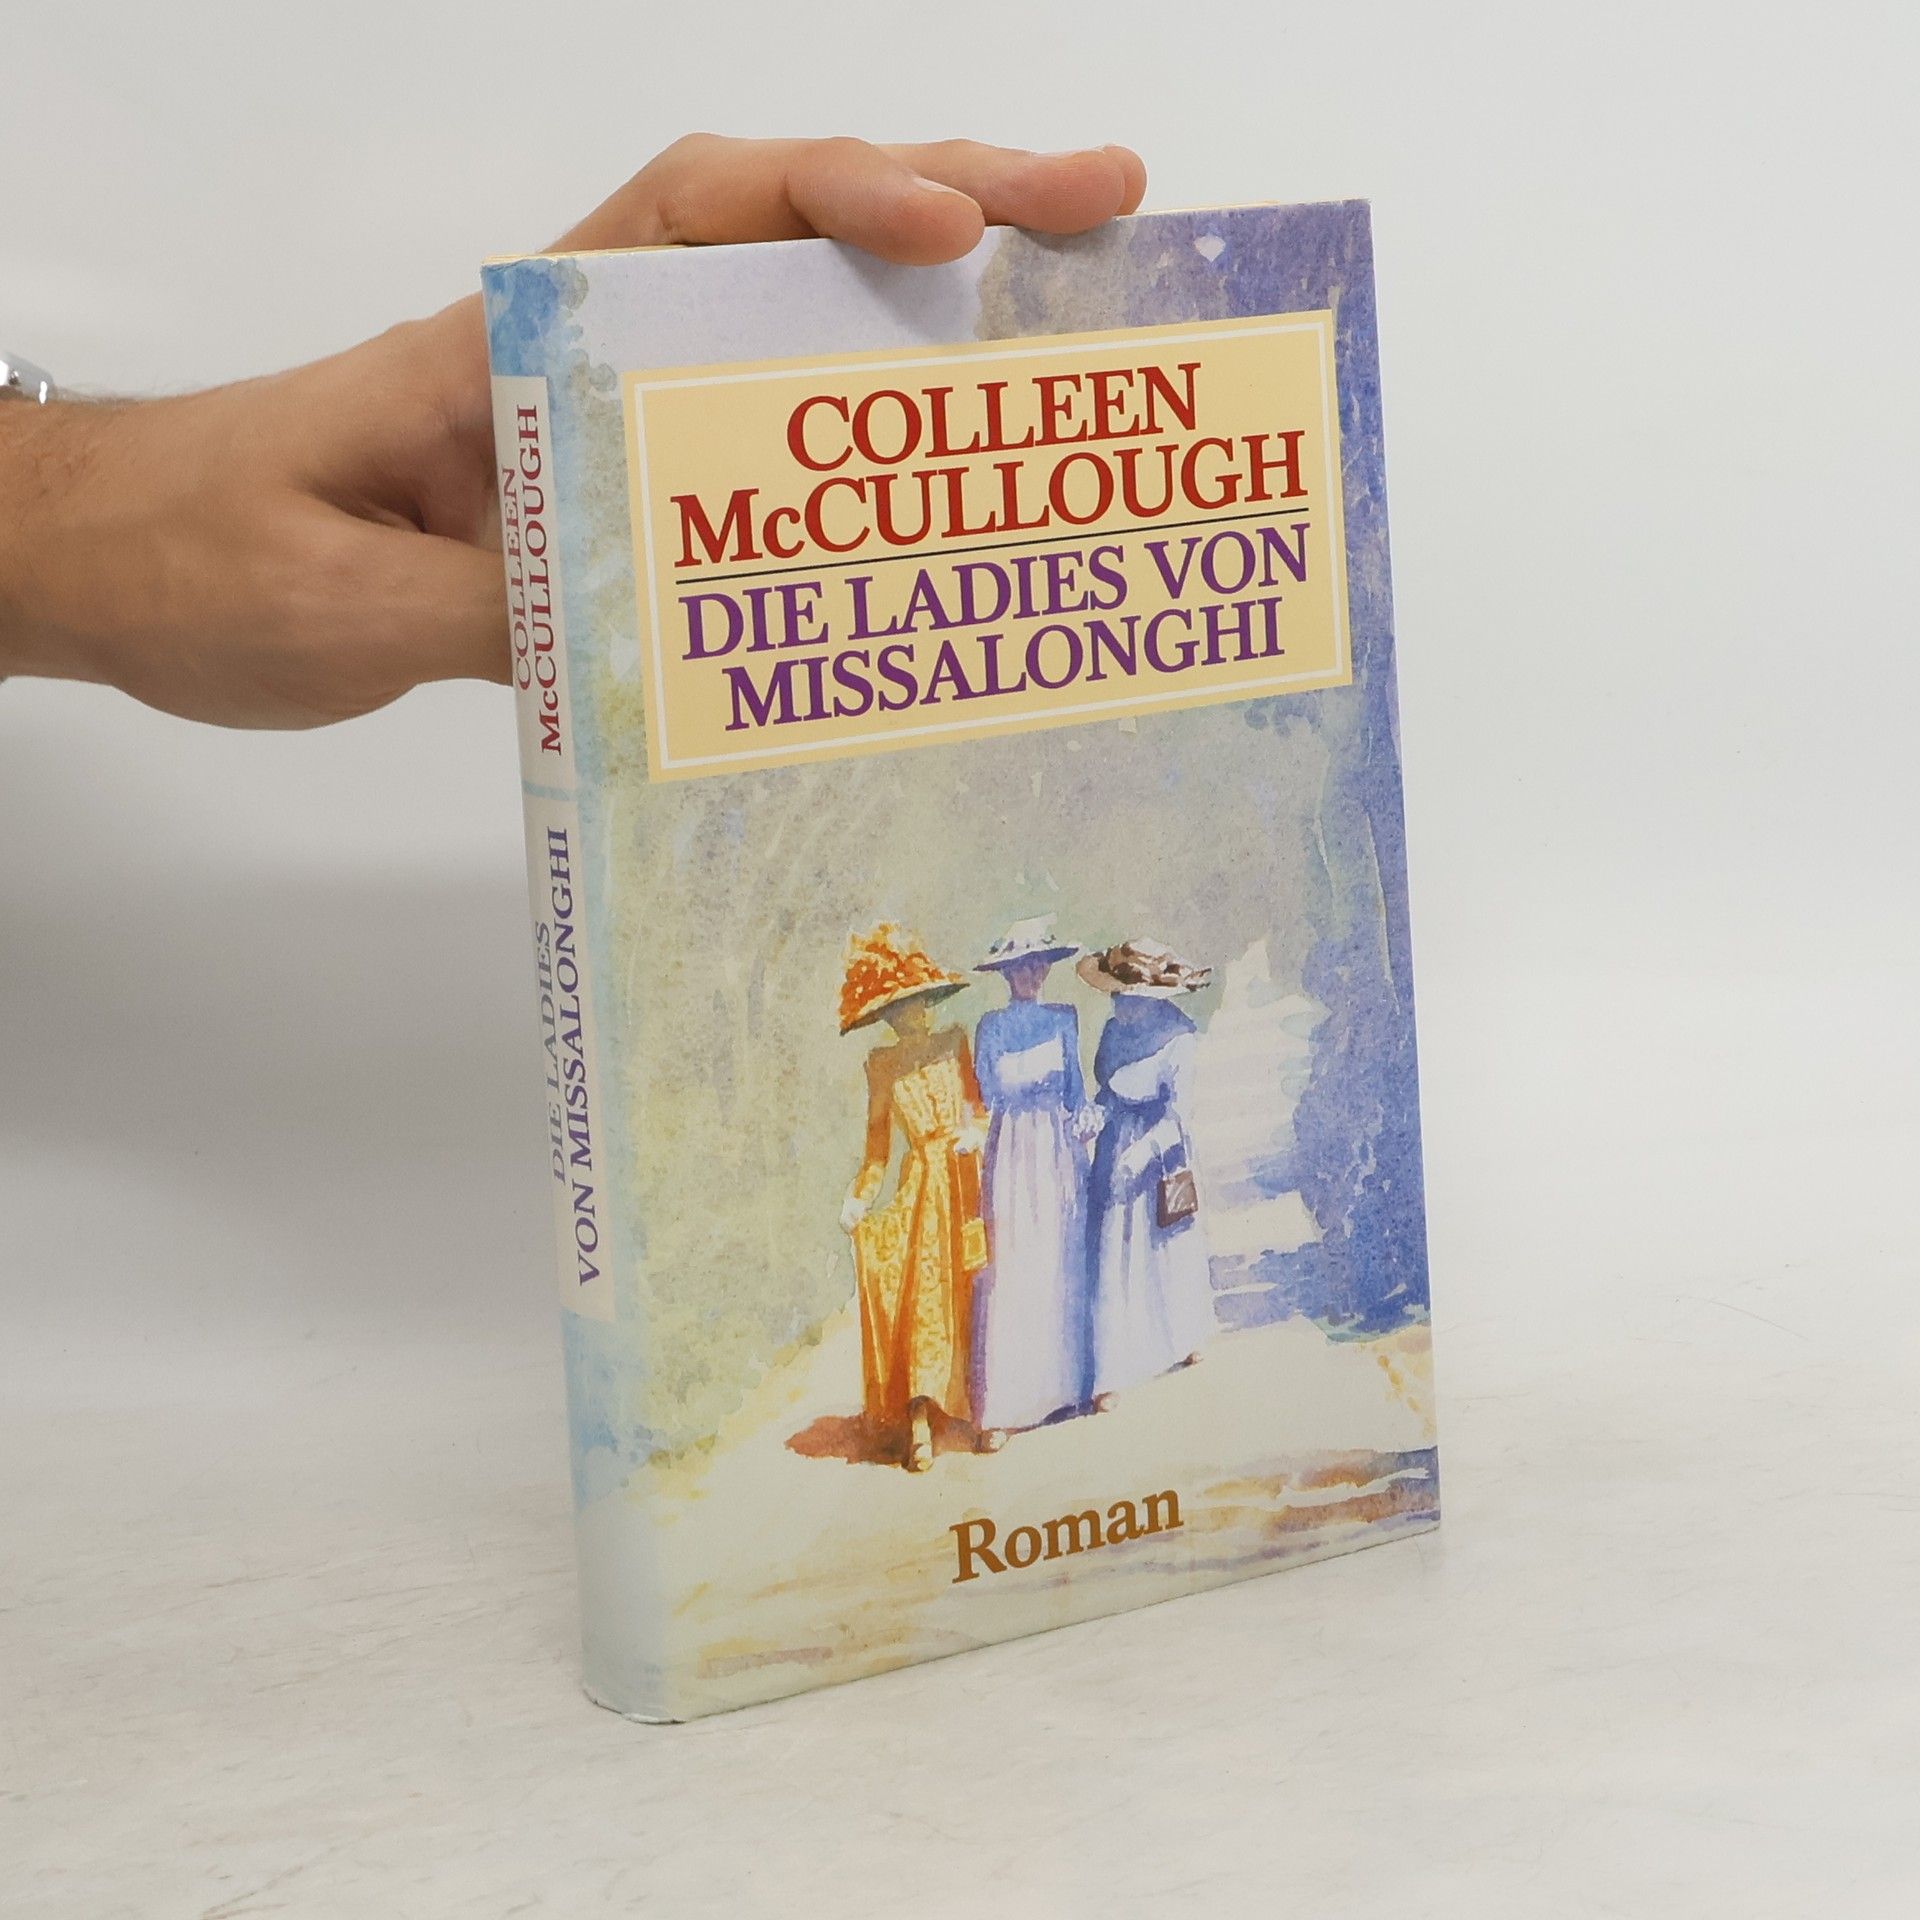 COLLEEN
McCULLOUGH
DIE LADIES VON
MISSALONGHI
Roman
COLLEEN
McCULLOUGH
DIE LADIES
VON MISSALONGHI